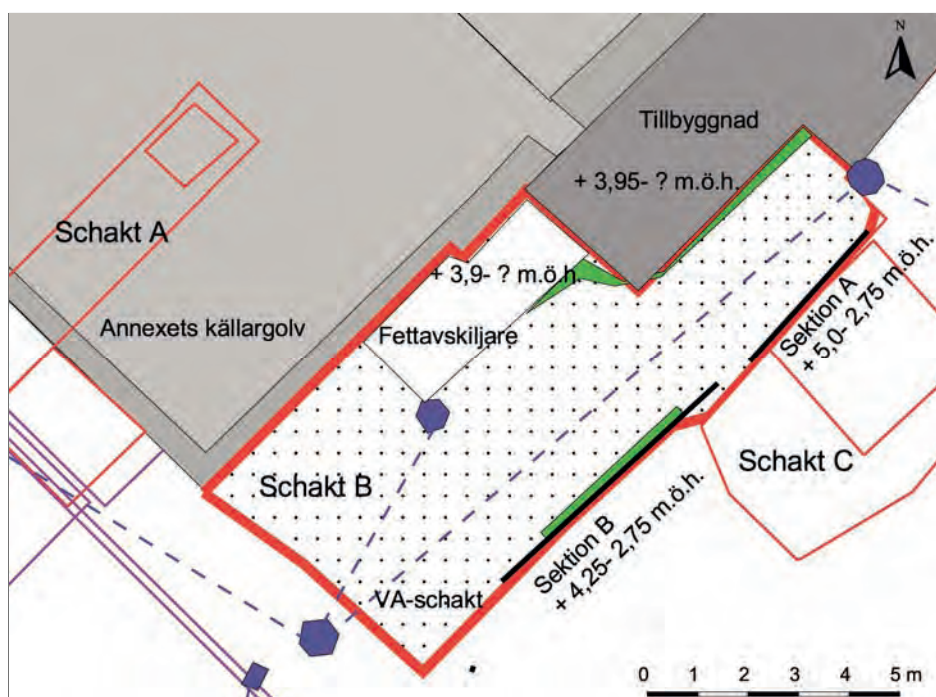 N
Tillbyggnad
+ 3,95- ? m.ö.h.
Schakt A
+ 3,9- ? m.ö.h.
Annexets källargolv
Fettavskiljare
Sektion A
+ 5,0- 2,75 m.ö.h.
Schakt B
Schakt C
Sektion B
+ 4,25- 2,75 m.ö.h.
VA-schakt
0 1 2 3 4 5 m